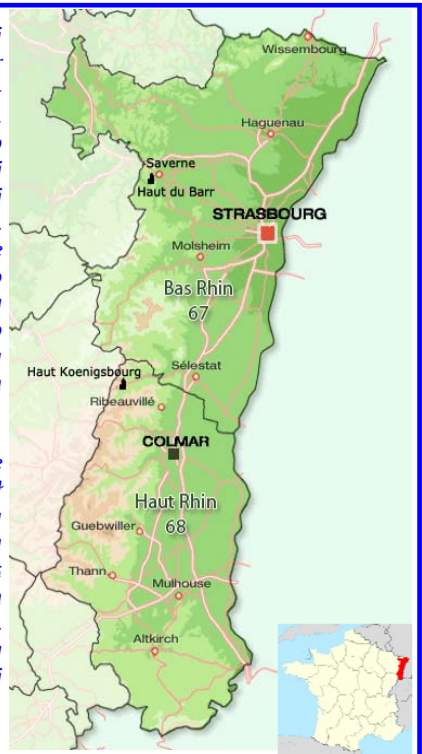 Wissembourg
Haguenau
Saverne
Haut du Barr
STRASBOURG
Molsheim
Bas Rhin
67
Sélestat
Haut Koenigsbourg
Ribeauvillé
COLMAR
Haut Rhin
68
Guebwiller
Thann
Mulhouse
Altkirch